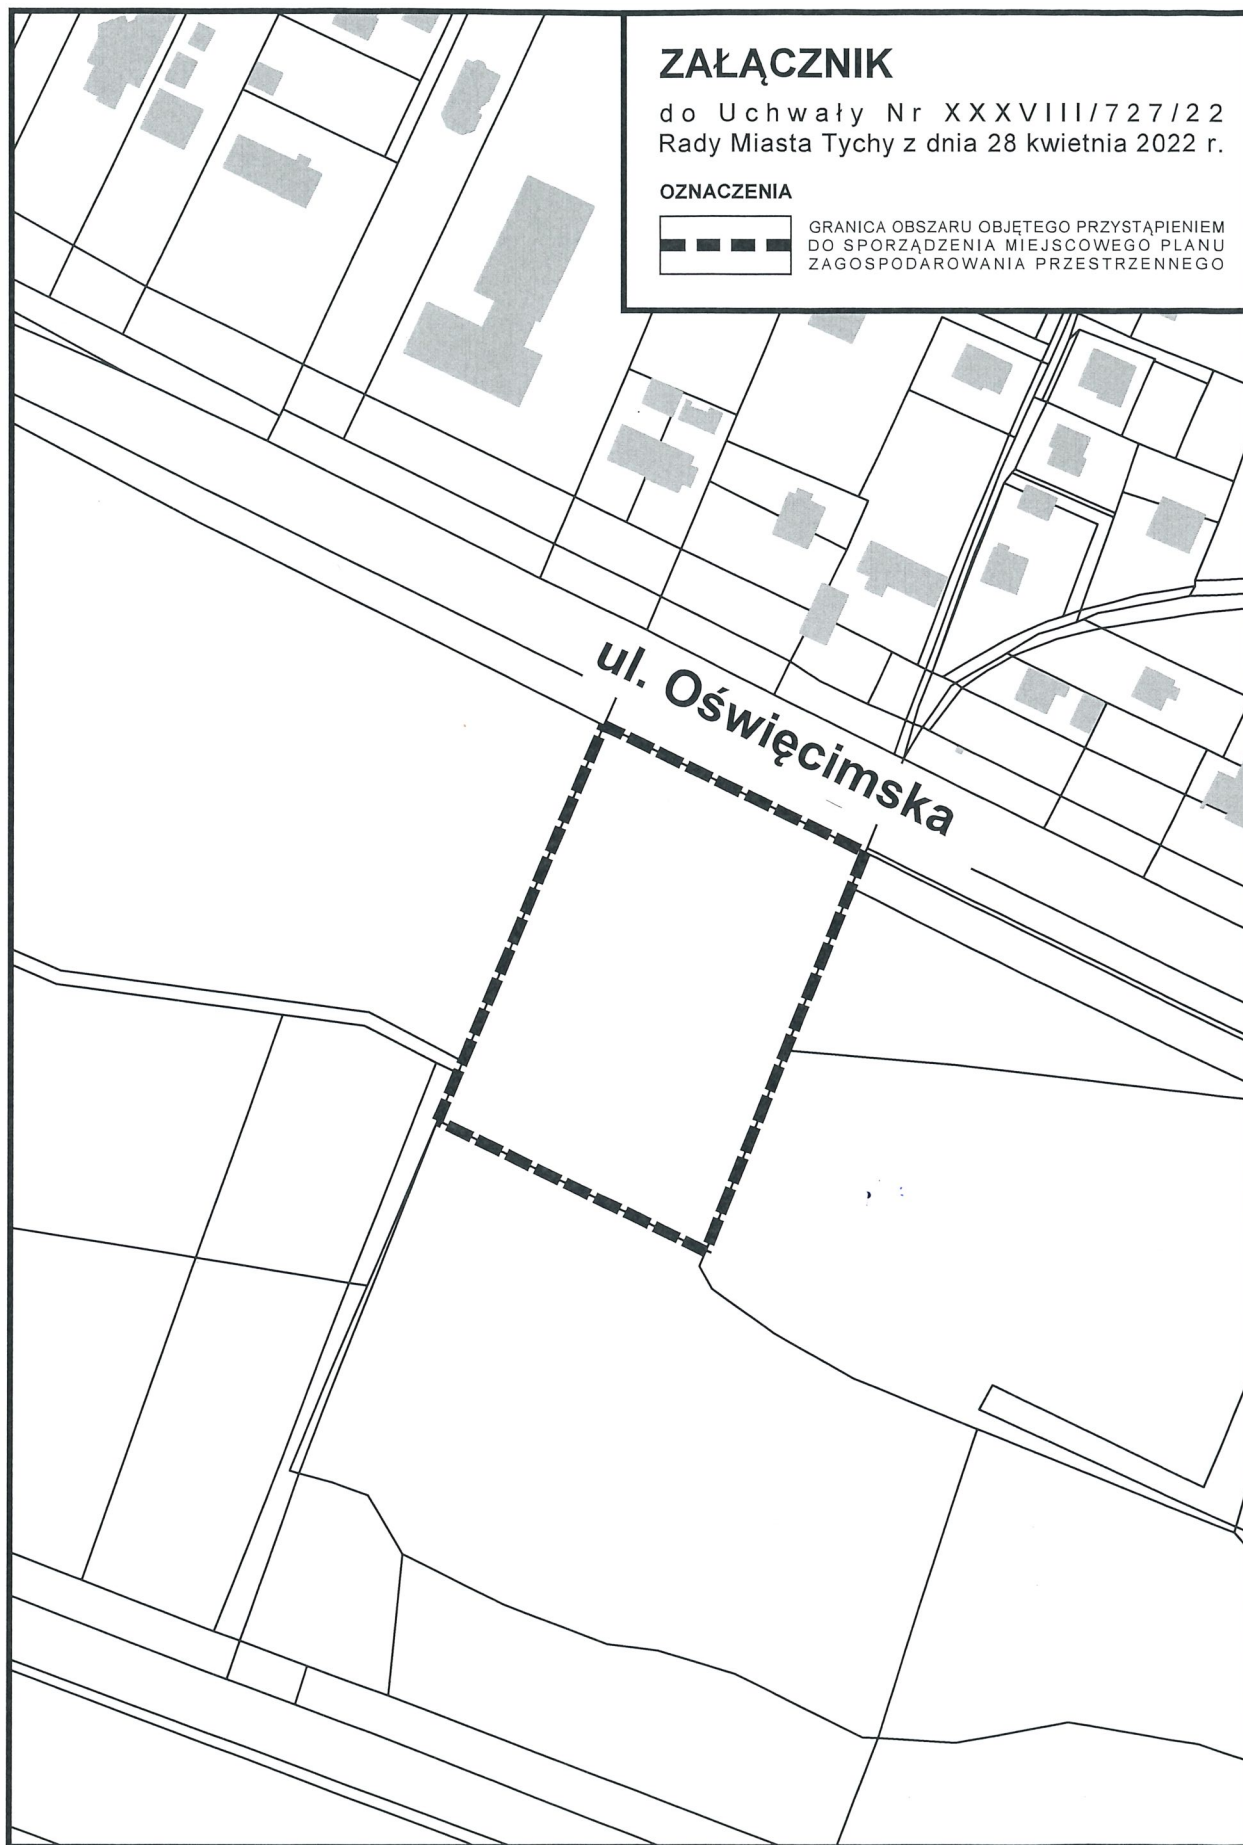 ZAŁĄCZNIK
do Uchwały Nr XXXVIII/727/22
Rady Miasta Tychy z dnia 28 kwietnia 2022 r.
OZNACZENIA
GRANICA OBSZARU OBJĘTEGO PRZYSTĄPIENIEM
DO SPORZĄDZENIA MIEJSCOWEGO PLANU
ZAGOSPODAROWANIA PRZESTRZENNEGO
ul. Oświęcimska